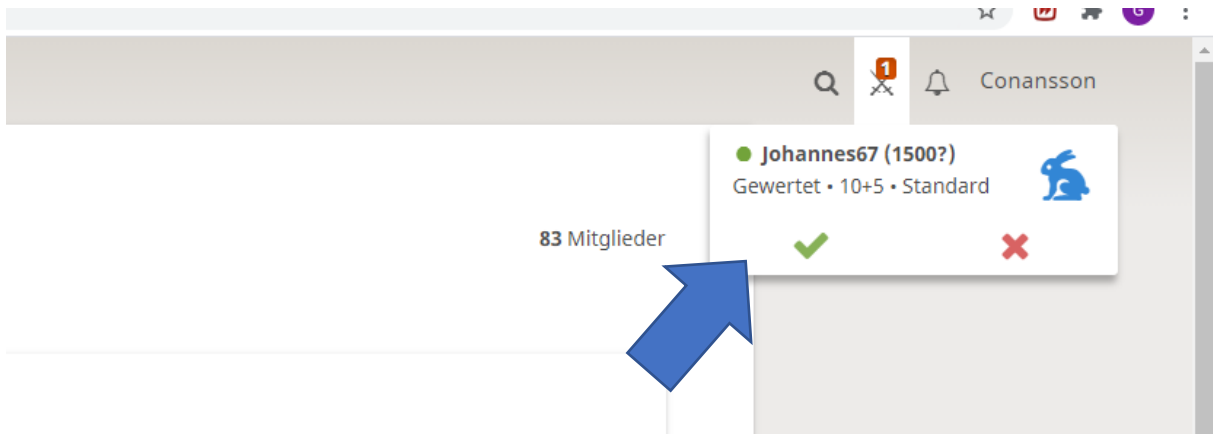 G
1
Conansson
Johannes67 (1500?)
Gewertet • 10+5 • Standard
83 Mitglieder